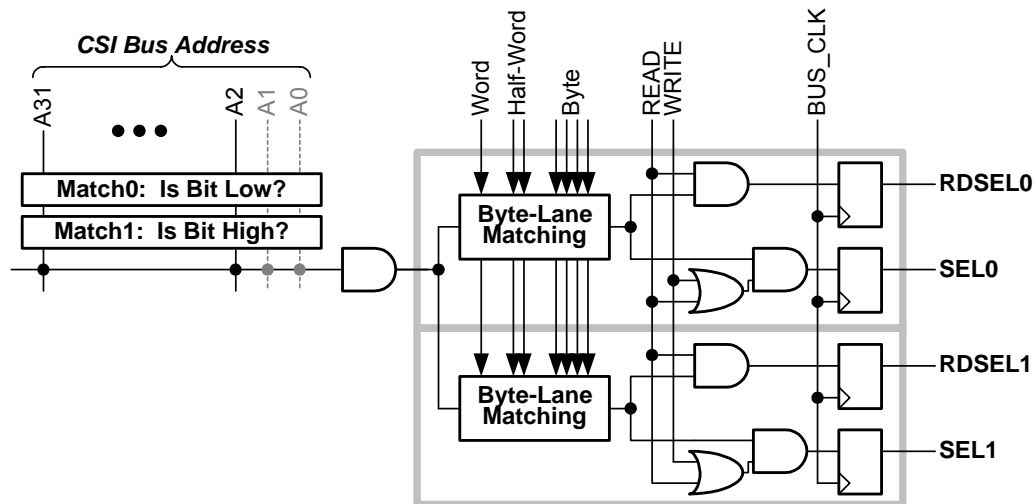 CSI Bus Address
A31
A2
A1
A0
Word
Half-Word
Byte
READ
WRITE
BUS_CLK
Match0: Is Bit Low?
Match1: Is Bit High?
Byte-Lane
Matching
RDSEL0
SEL0
Byte-Lane
Matching
RDSEL1
SEL1